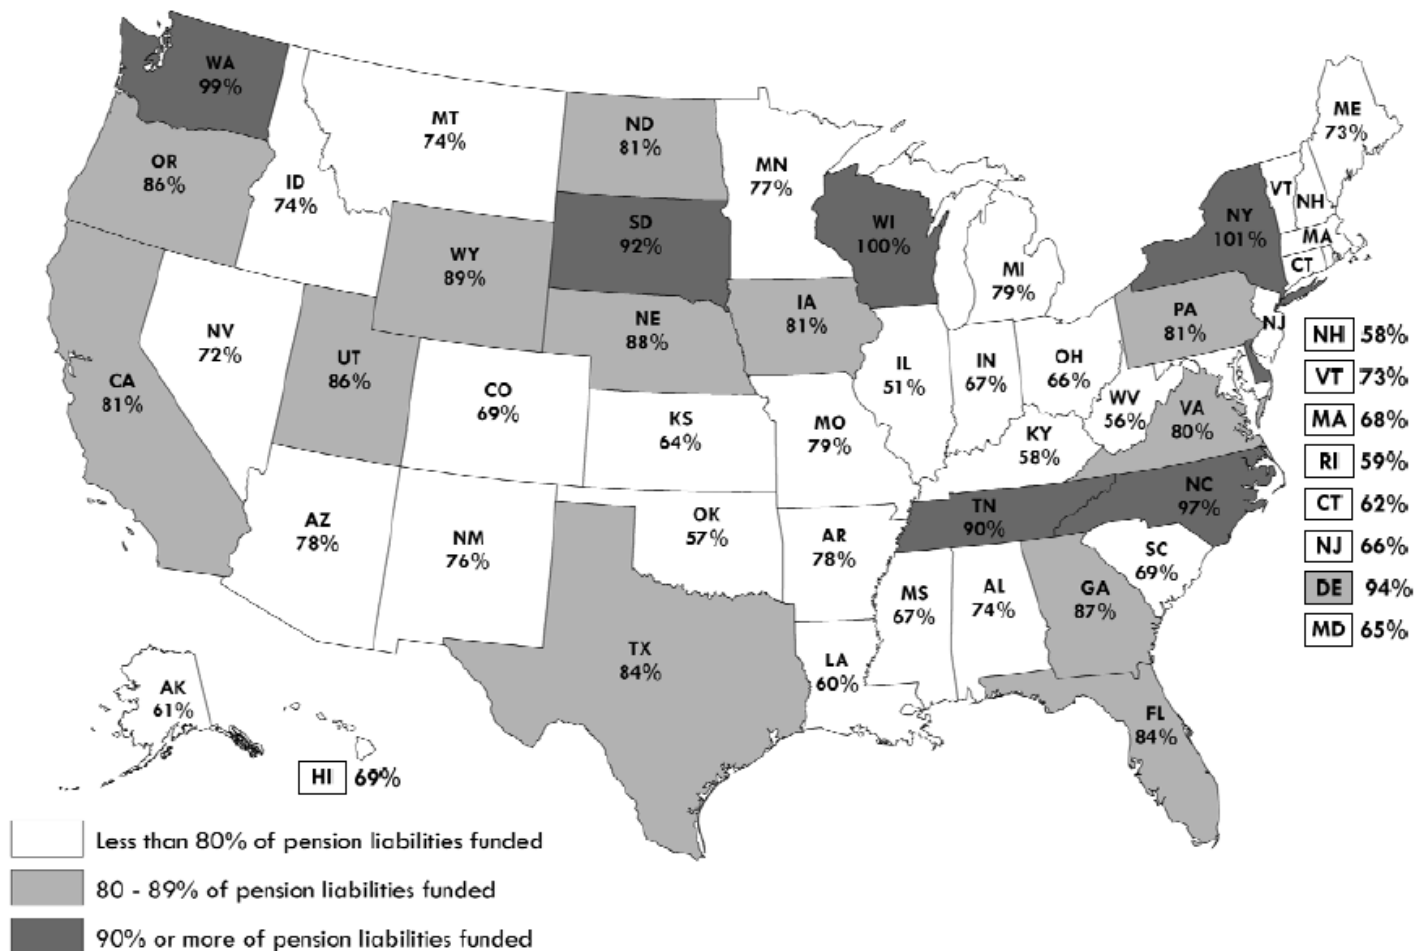 WA
99%
MT
74%
ND
81%
ME
73%
OR
86%
ID
74%
MN
77%
VT
NH
SD
92%
WI
100%
NY
101%
MA
CT
WY
89%
MI
79%
NE
88%
IA
81%
PA
81%
NJ
NV
72%
UT
86%
CA
81%
CO
69%
IL
51%
IN
67%
OH
66%
WV
56%
VA
80%
KS
64%
MO
79%
KY
58%
NH 58%
VT 73%
MA 68%
RI 59%
CT 62%
NJ 66%
DE 94%
MD 65%
AZ
78%
NM
76%
OK
57%
AR
78%
TN
90%
NC
97%
SC
69%
MS
67%
AL
74%
GA
87%
TX
84%
LA
60%
FL
84%
AK
61%
HI 69%
Less than 80% of pension liabilities funded
80 - 89% of pension liabilities funded
90% or more of pension liabilities funded